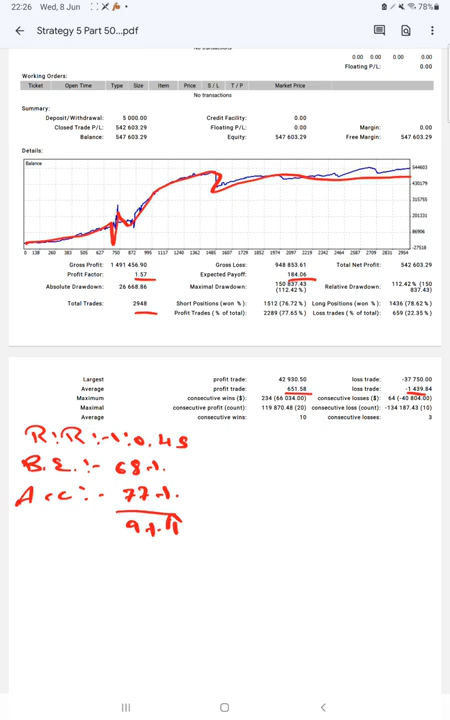 22:26 Wed, 8 Jun 78%
Strategy 5 Part 50...pdf
No transactions
0.00 0.00 0.00 0.00
Floating P/L: 0.00
Working Orders:
Ticket Open Time Type Size Item Price S / L T / P Market Price
No transactions
Summary:
Deposit/Withdrawal: 5 000.00 Credit Facility: 0.00
Closed Trade P/L: 542 603.29 Floating P/L: 0.00 Margin: 0.00
Balance: 547 603.29 Equity: 547 603.29 Free Margin: 547 603.29
Details:
Balance
544603
430179
315755
201331
86906
-27518
0 138 260 383 505 627 750 872 995 1117 1240 1362 1485 1607 1729 1852 1974 2097 2219 2342 2464 2587 2709 2831 2954
Gross Profit: 1 491 456.90 Gross Loss: 948 853.61 Total Net Profit: 542 603.29
Profit Factor: 1.57 Expected Payoff: 184.06
Absolute Drawdown: 26 668.86 Maximal Drawdown: 150 837.43 (112.42 %) Relative Drawdown: 112.42 % (150 837.43)
Total Trades: 2948 Short Positions (won %): 1512 (76.72 %) Long Positions (won %): 1436 (78.62 %)
Profit Trades (% of total): 2289 (77.65%) Loss trades (% of total): 659 (22.35%)
Largest profit trade: 42 930.50 loss trade: -37 750.00
Average profit trade: 651.58 loss trade: -1 439.84
Maximum consecutive wins ($): 234 (66 034.00) consecutive losses ($): 64 (-40 804.00)
Maximal consecutive profit (count): 119 870.48 (20) consecutive loss (count): -134 187.43 (10)
Average consecutive wins: 10 consecutive losses: 3
R:R:- 1:0.45
B.E.:- 68%
Acc:- 77%
9%